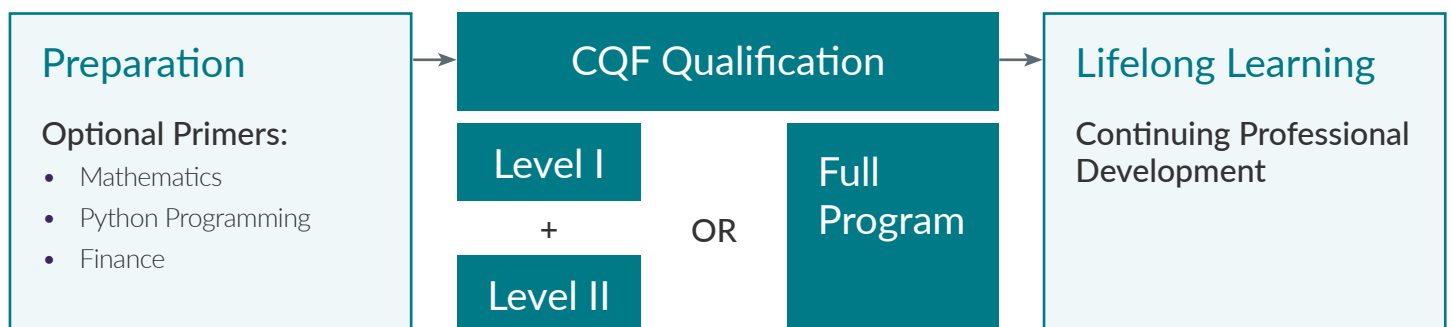 Preparation
Optional Primers:
• Mathematics
• Python Programming
• Finance
CQF Qualification
Level I
+
Level II
OR
Full
Program
Lifelong Learning
Continuing Professional
Development